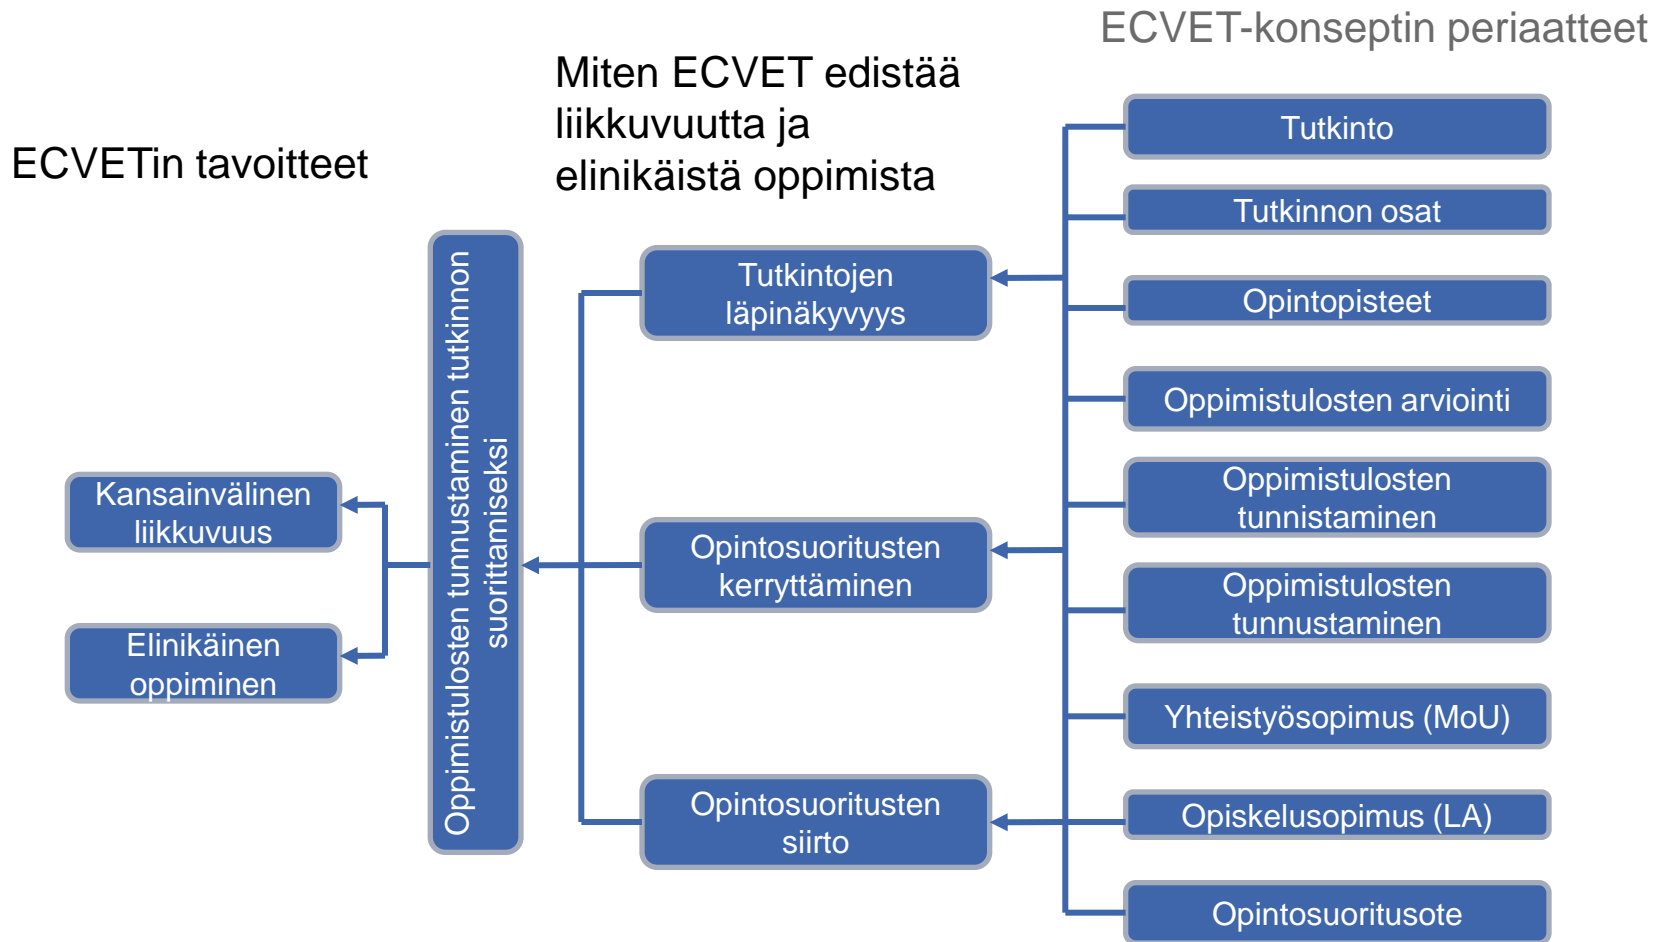 ECVET-konseptin periaatteet
Miten ECVET edistää
liikkuvuutta ja
elinikäistä oppimista
ECVETin tavoitteet
Kansainvälinen
liikkuvuus
Elinikäinen
oppiminen
Oppimistulosten tunnustaminen tutkinnon
suorittamiseksi
Tutkintojen
läpinäkyvyys
Opintosuoritusten
kerryttäminen
Opintosuoritusten
siirto
Tutkinto
Tutkinnon osat
Opintopisteet
Oppimistulosten arviointi
Oppimistulosten
tunnistaminen
Oppimistulosten
tunnustaminen
Yhteistyösopimus (MoU)
Opiskelusopimus (LA)
Opintosuoritusote